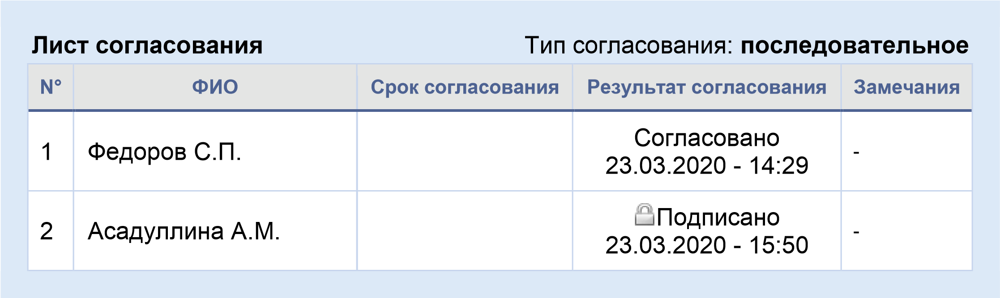 Лист согласования Тип согласования: последовательное
N° ФИО Срок согласования Результат согласования Замечания
1 Федоров С.П. Согласовано 23.03.2020 - 14:29 -
2 Асадуллина А.М. Подписано 23.03.2020 - 15:50 -